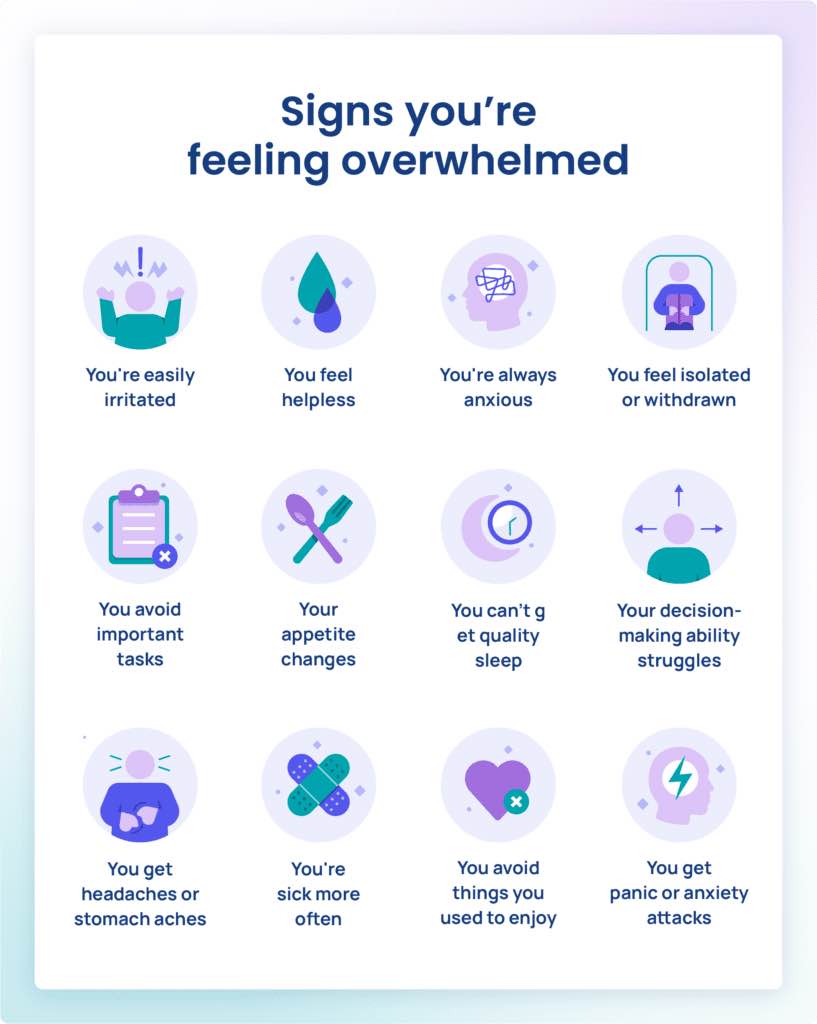 Signs you’re
feeling overwhelmed
You're easily
irritated
You feel
helpless
You're always
anxious
You feel isolated
or withdrawn
You avoid
important
tasks
Your
appetite
changes
You can’t g
et quality
sleep
Your decision-
making ability
struggles
You get
headaches or
stomach aches
You're
sick more
often
You avoid
things you
used to enjoy
You get
panic or anxiety
attacks